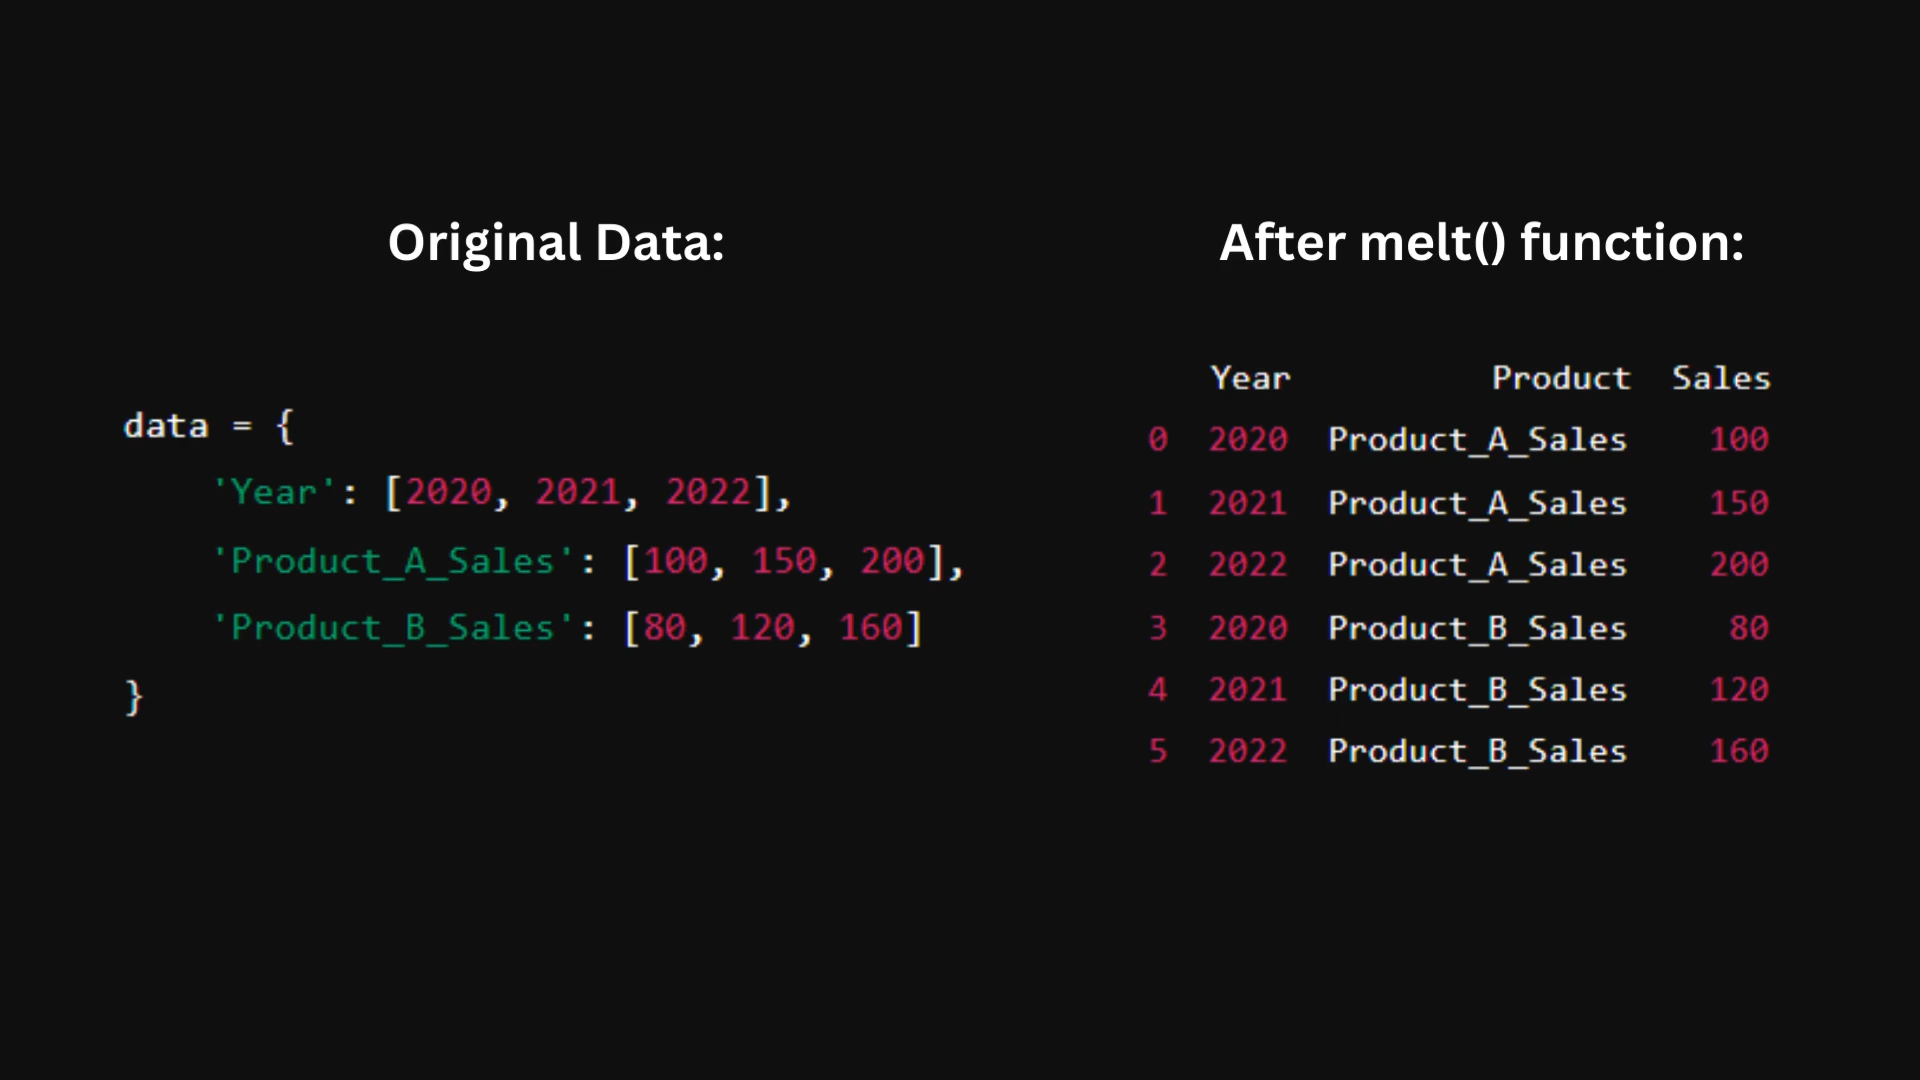 Original Data:
data = {
'Year': [2020, 2021, 2022],
'Product_A_Sales': [100, 150, 200],
'Product_B_Sales': [80, 120, 160]
}
After melt() function:
Year Product Sales
0 2020 Product_A_Sales 100
1 2021 Product_A_Sales 150
2 2022 Product_A_Sales 200
3 2020 Product_B_Sales 80
4 2021 Product_B_Sales 120
5 2022 Product_B_Sales 160